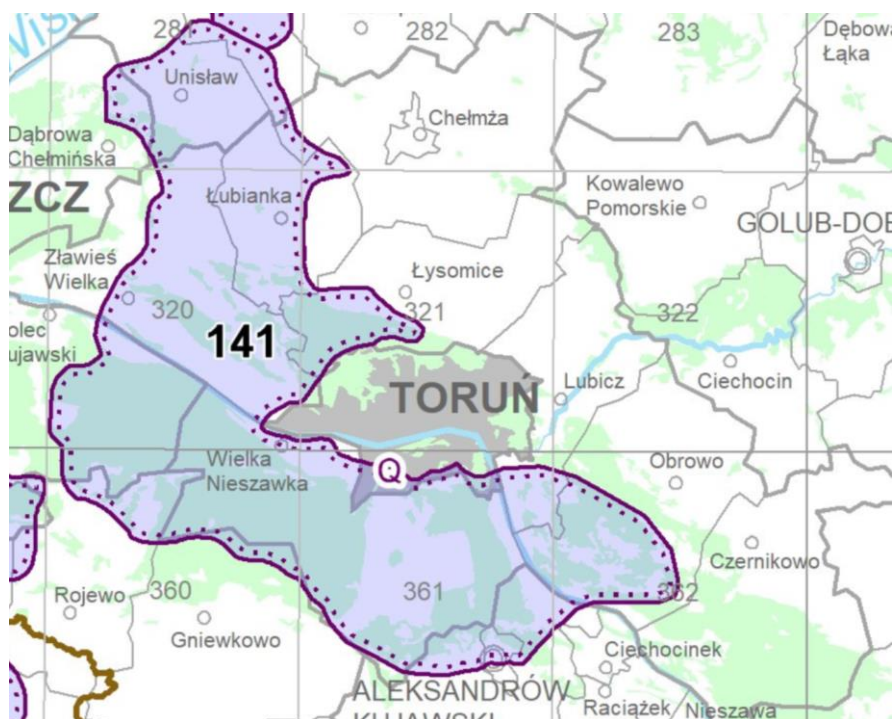 281
282
283
Dębowa
Łąka
Wis
Unisław
Chełmża
Dąbrowa
Chełmińska
ZCZ
Łubianka
Kowalewo
Pomorskie
GOLUB-DOB
Zławieś
Wielka
Łysomice
320
321
322
olec
ujawski
141
TORUŃ
Lubicz
Ciechocin
Wielka
Nieszawka
Q
Obrowo
Czernikowo
360
361
362
Rojewo
Gniewkowo
Ciechocinek
ALEKSANDRÓW
KUJAWSKI
Raciążek
Nieszawa